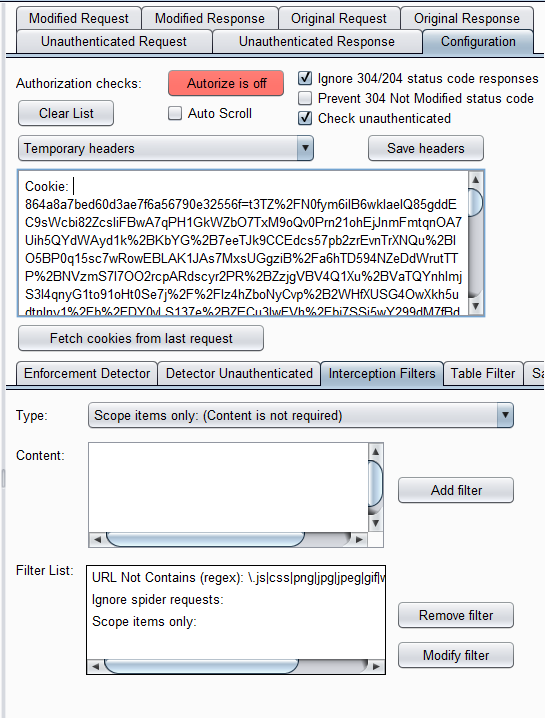 Modified Request Modified Response Original Request Original Response
Unauthenticated Request Unauthenticated Response Configuration
Authorization checks: Autorize is off
Ignore 304/204 status code responses
Prevent 304 Not Modified status code
Clear List Auto Scroll Check unauthenticated
Temporary headers Save headers
Cookie:
864a8a7bed60d3ae7f6a56790e32556f=t3TZ%2FN0fym6iIB6wklaelQ85gddE
C9sWcbi82ZcsIiFBwA7qPH1GkWZbO7TxM9oQv0Prn21ohEjJnmFmtqnOA7
Uih5QYdWAyd1k%2BKbYG%2B7eeTJk9CCEdcs57pb2zrEvnTrXNQu%2BI
O5BP0q15sc7wRowEBLAK1JAs7MxsUGgziB%2Fa6hTD594NZeDdWrutTT
P%2BNVzmS7I7OO2rcpARdscyr2PR%2BZzjgVBV4Q1Xu%2BVaTQYnhImj
S3I4qnyG1to91oHt0Se7j%2F%2FIz4hZboNyCvp%2B2WHfXUSG4OwXkh5u
Fetch cookies from last request
Enforcement Detector Detector Unauthenticated Interception Filters Table Filter
Type: Scope items only: (Content is not required)
Content:
Add filter
Filter List:
URL Not Contains (regex): \.js|css|png|jpg|jpeg|gif|
Ignore spider requests:
Scope items only:
Remove filter
Modify filter